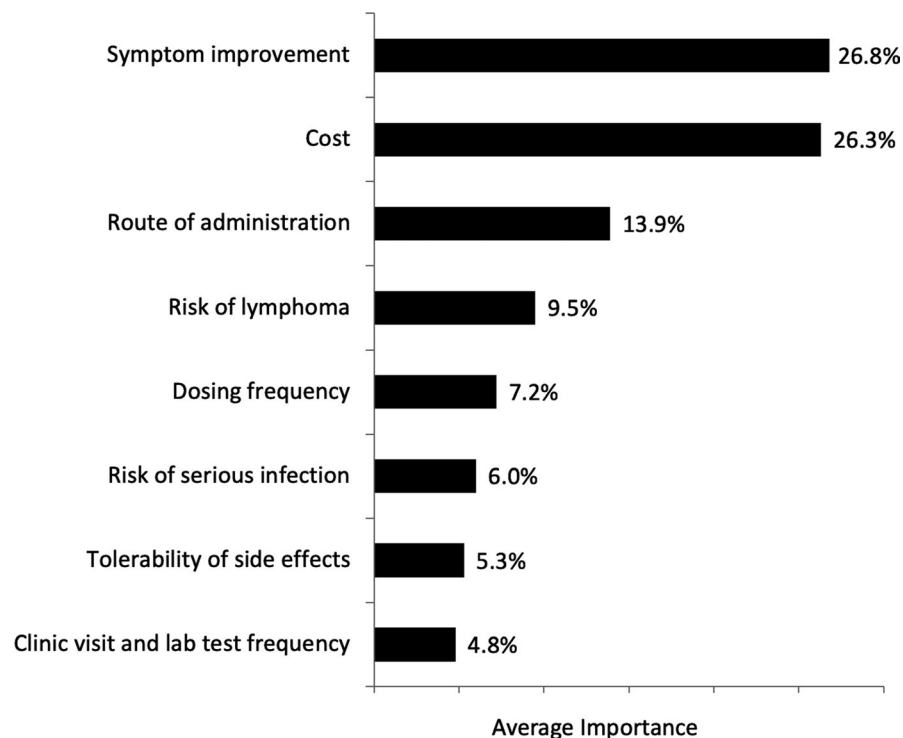 Symptom improvement 26.8%
Cost 26.3%
Route of administration 13.9%
Risk of lymphoma 9.5%
Dosing frequency 7.2%
Risk of serious infection 6.0%
Tolerability of side effects 5.3%
Clinic visit and lab test frequency 4.8%
Average Importance